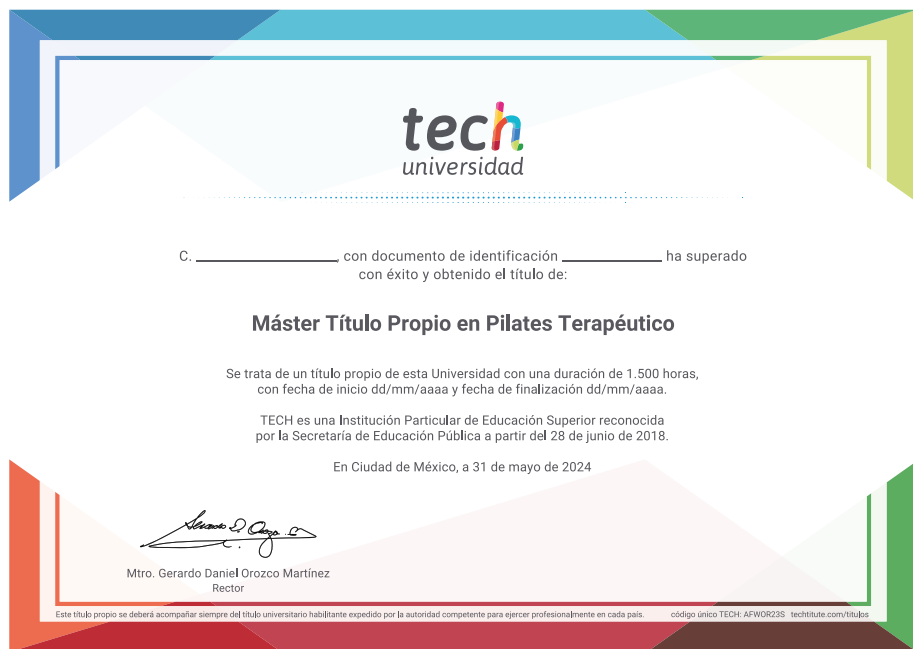 tech
universidad
C. ________________, con documento de identificación ___________ ha superado
con éxito y obtenido el título de:
Máster Título Propio en Pilates Terapéutico
Se trata de un título propio de esta Universidad con una duración de 1.500 horas,
con fecha de inicio dd/mm/aaaa y fecha de finalización dd/mm/aaaa.
TECH es una Institución Particular de Educación Superior reconocida
por la Secretaría de Educación Pública a partir del 28 de junio de 2018.
En Ciudad de México, a 31 de mayo de 2024
Mtro. Gerardo Daniel Orozco Martínez
Rector
Este título propio se deberá acompañar siempre del título universitario habilitante expedido por la autoridad competente para ejercer profesionalmente en cada país. código único TECH: AFWOR23S techtitute.com/titulos